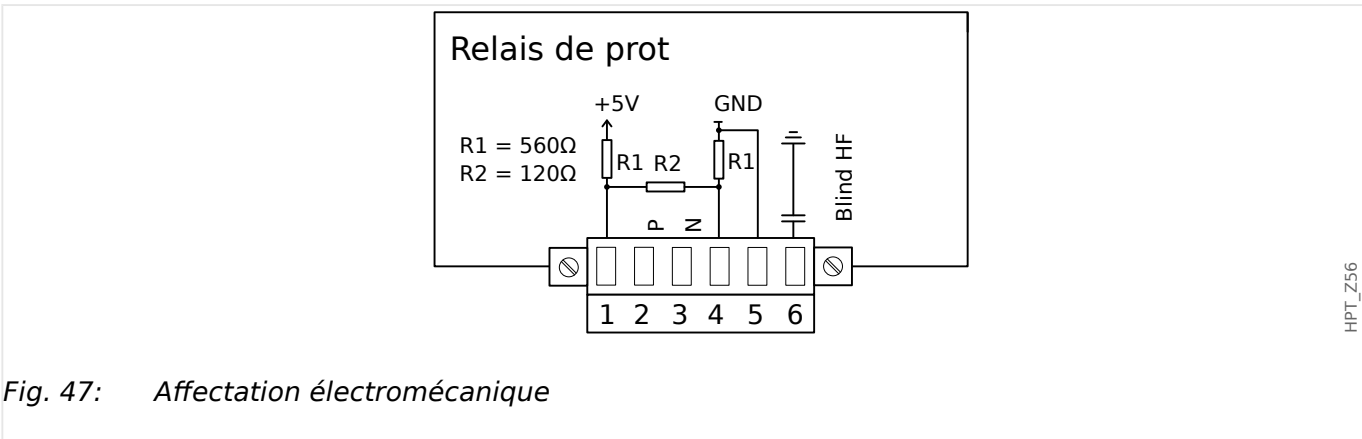 Relais de prot
+5V
GND
R1 = 560Ω
R2 = 120Ω
R1
R2
R1
Blind HF
P
N
1 2 3 4 5 6
HPT_Z56
Fig. 47: Affectation électromécanique